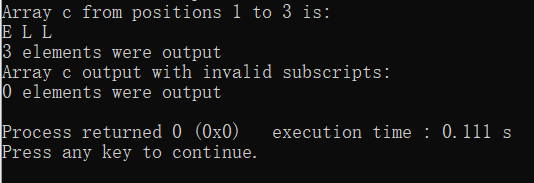 Array c from positions 1 to 3 is:
E L L
3 elements were output
Array c output with invalid subscripts:
0 elements were output
Process returned 0 (0x0)   execution time : 0.111 s
Press any key to continue.